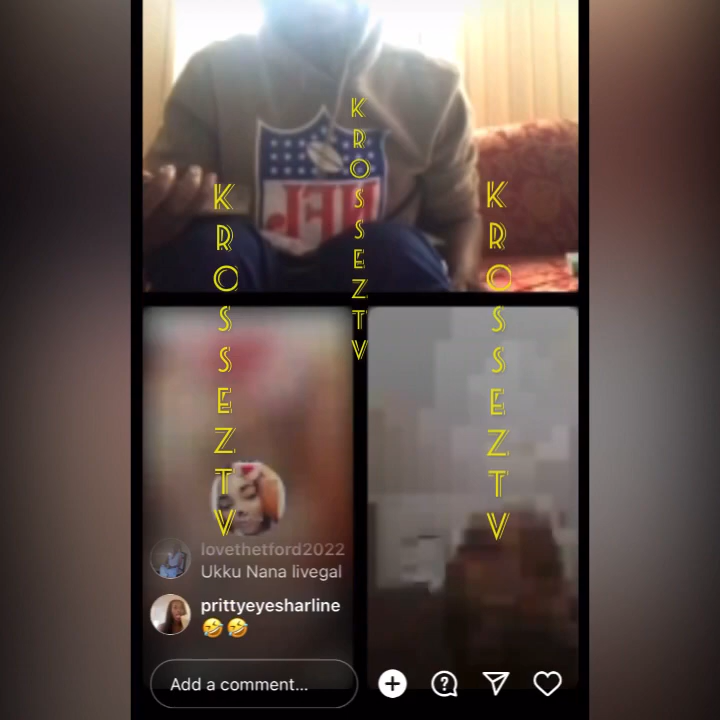 KROSSEZTV
KROSSEZTV
KROSSEZTV
lovethetford2022
Ukku Nana livegal
prittyeyesharline
🤣🤣
Add a comment...